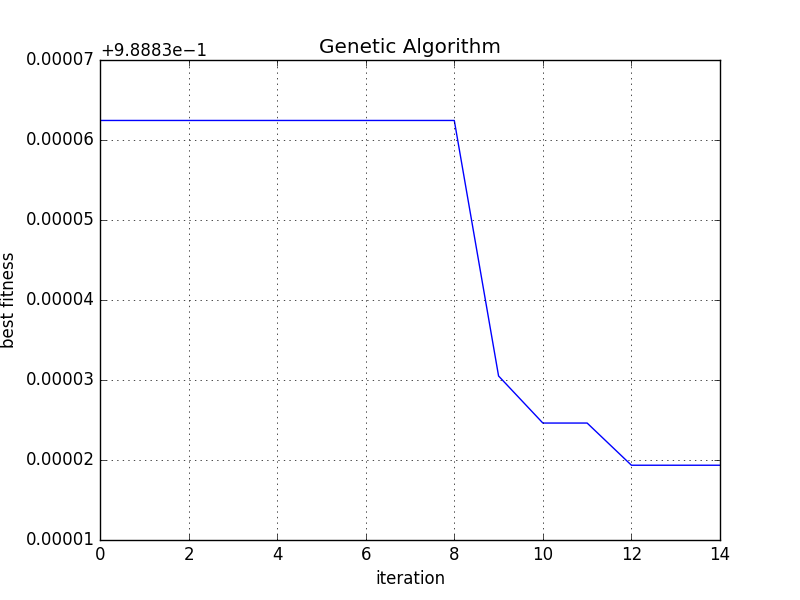 +9.8883e−1
Genetic Algorithm
0.00007
0.00006
0.00005
0.00004
0.00003
0.00002
0.00001
best fitness
0 2 4 6 8 10 12 14
iteration